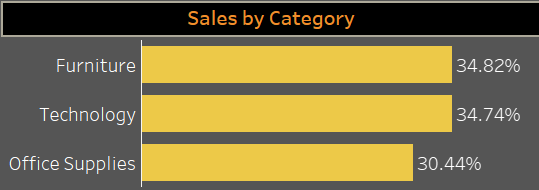 Sales by Category
Furniture 34.82%
Technology 34.74%
Office Supplies 30.44%